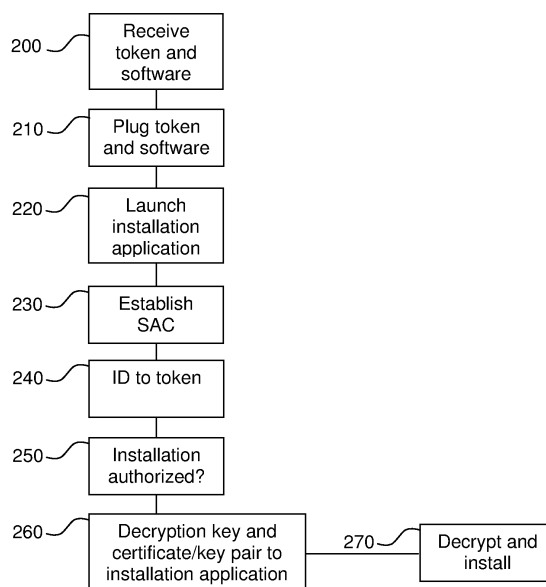 200
Receive
token and
software
210
Plug token
and software
220
Launch
installation
application
230
Establish
SAC
240
ID to token
250
Installation
authorized?
260
Decryption key and
certificate/key pair to
installation application
270
Decrypt and
install